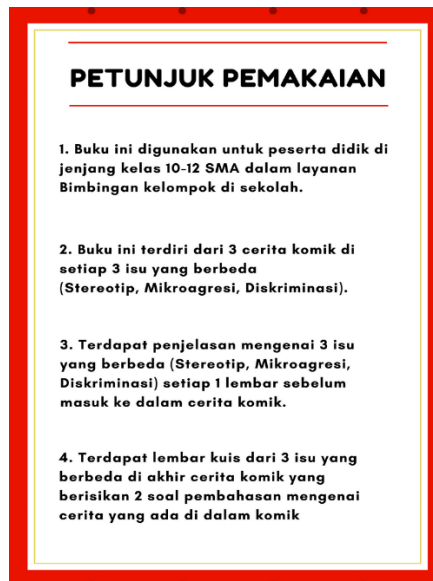 PETUNJUK PEMAKAIAN
1. Buku ini digunakan untuk peserta didik di
jenjang kelas 10-12 SMA dalam layanan
Bimbingan kelompok di sekolah.
2. Buku ini terdiri dari 3 cerita komik di
setiap 3 isu yang berbeda
(Stereotip, Mikroagresi, Diskriminasi).
3. Terdapat penjelasan mengenai 3 isu
yang berbeda (Stereotip, Mikroagresi,
Diskriminasi) setiap 1 lembar sebelum
masuk ke dalam cerita komik.
4. Terdapat lembar kuis dari 3 isu yang
berbeda di akhir cerita komik yang
berisikan 2 soal pembahasan mengenai
cerita yang ada di dalam komik